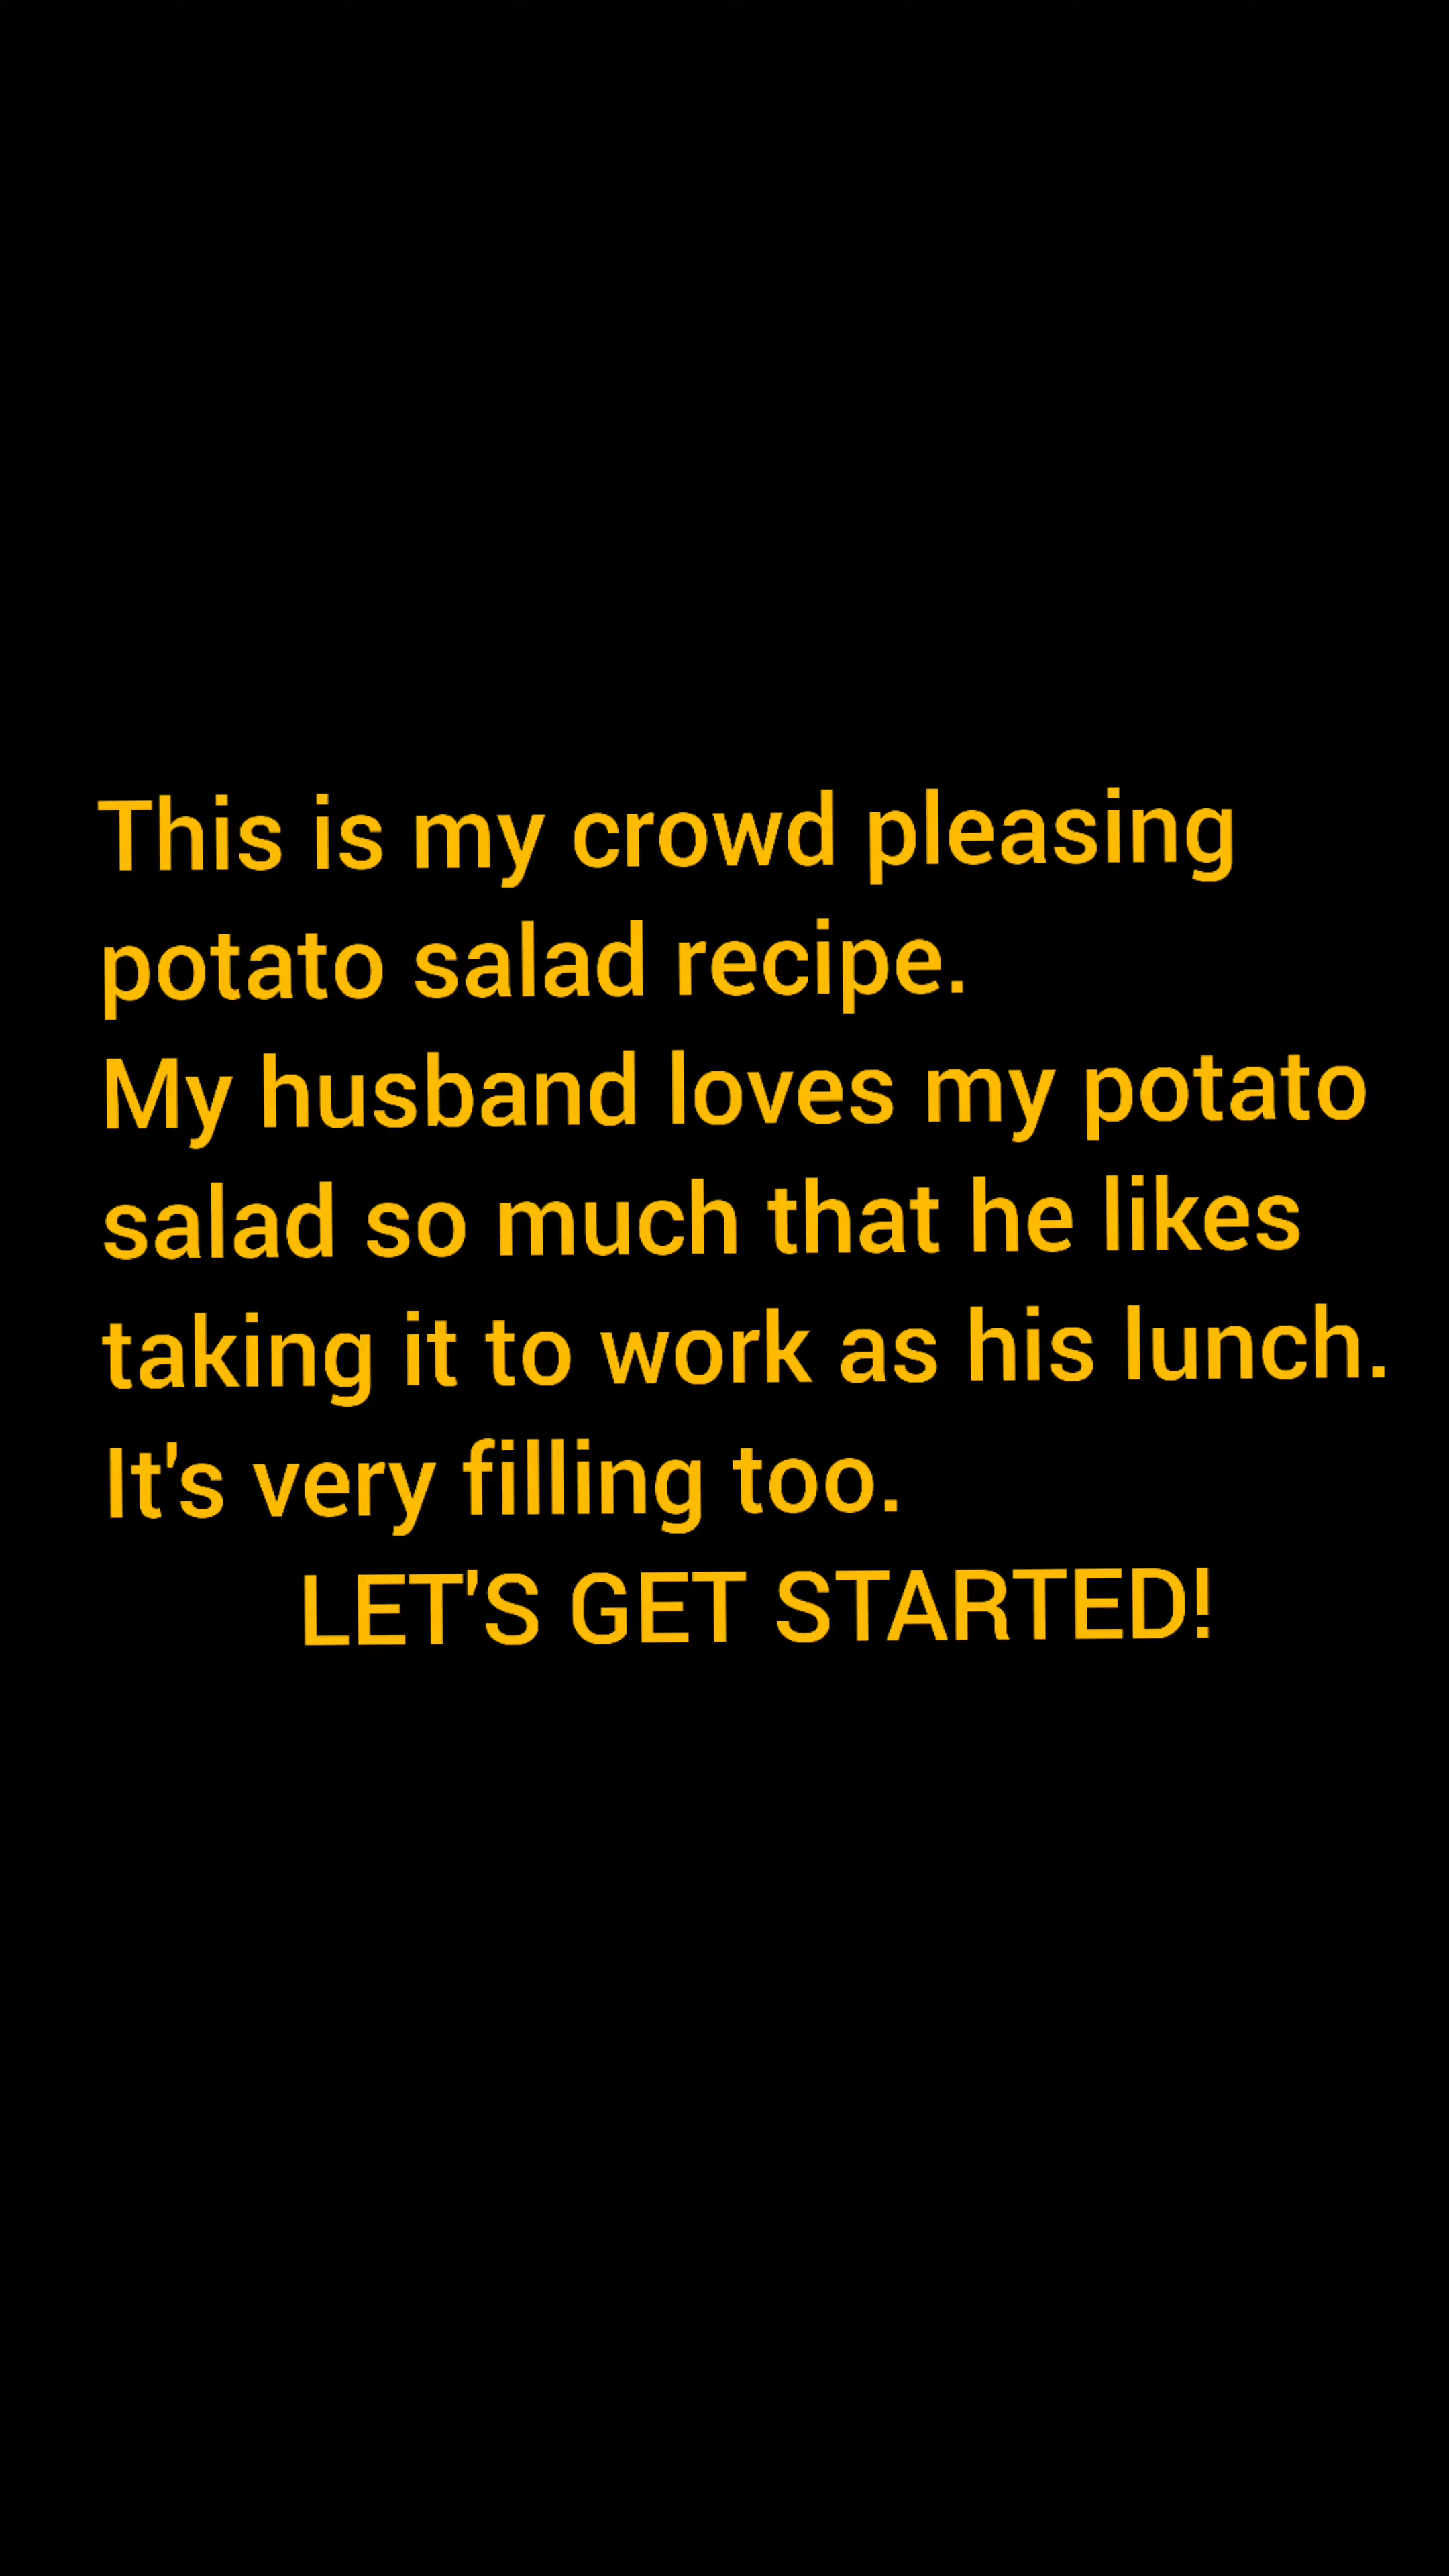 This is my crowd pleasing
potato salad recipe.
My husband loves my potato
salad so much that he likes
taking it to work as his lunch.
It's very filling too.
LET'S GET STARTED!